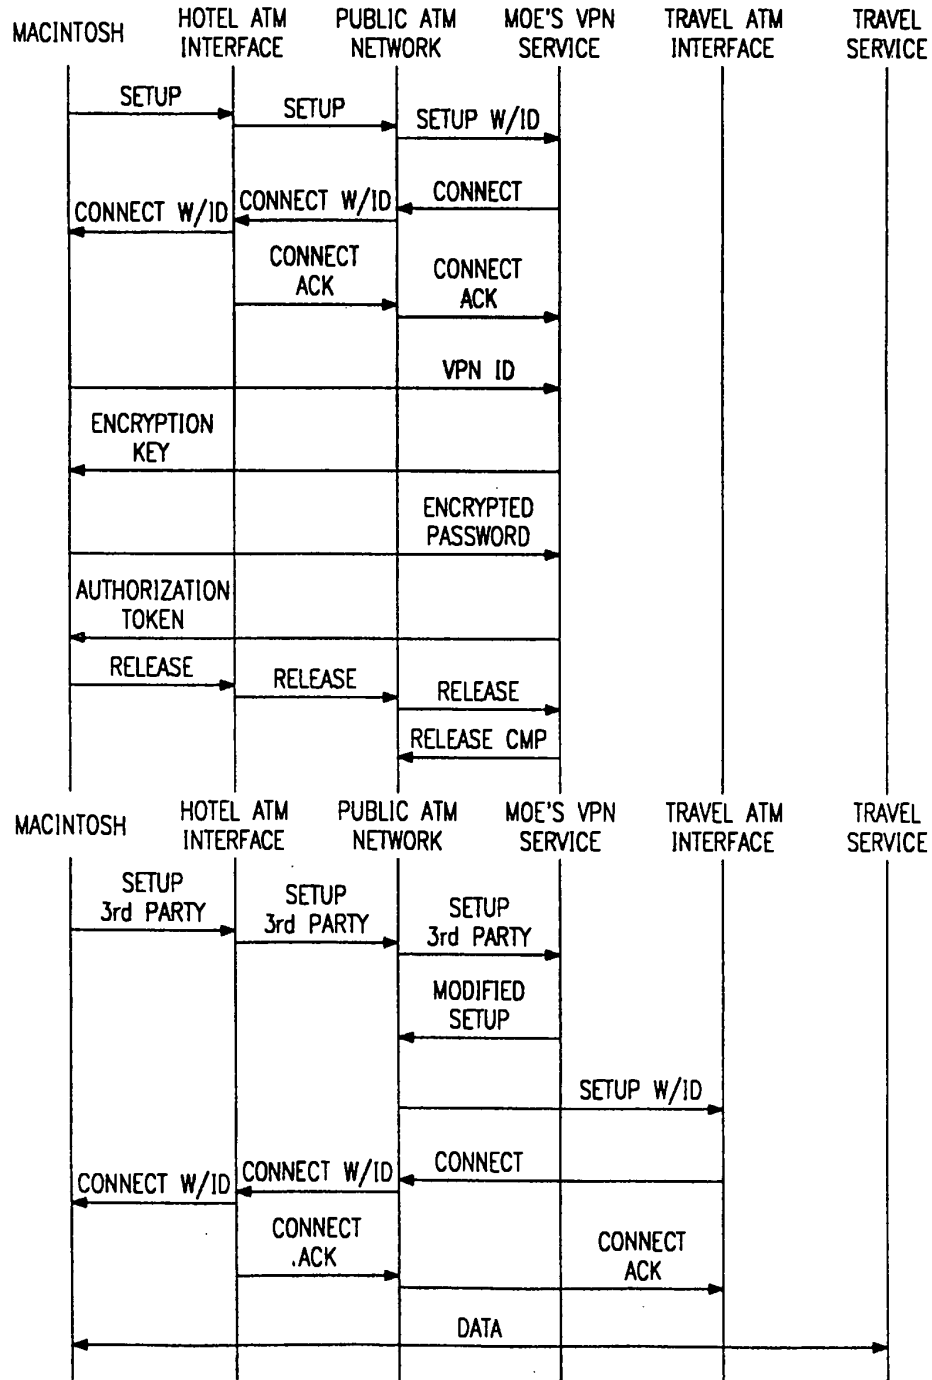 MACINTOSH
HOTEL ATM
INTERFACE
PUBLIC ATM
NETWORK
MOE'S VPN
SERVICE
TRAVEL ATM
INTERFACE
TRAVEL
SERVICE
SETUP
SETUP
SETUP W/ID
CONNECT
CONNECT W/ID
CONNECT W/ID
CONNECT
ACK
CONNECT
ACK
VPN ID
ENCRYPTION
KEY
ENCRYPTED
PASSWORD
AUTHORIZATION
TOKEN
RELEASE
RELEASE
RELEASE
RELEASE CMP
MACINTOSH
HOTEL ATM
INTERFACE
PUBLIC ATM
NETWORK
MOE'S VPN
SERVICE
TRAVEL ATM
INTERFACE
TRAVEL
SERVICE
SETUP
3rd PARTY
SETUP
3rd PARTY
SETUP
3rd PARTY
MODIFIED
SETUP
SETUP W/ID
CONNECT
CONNECT W/ID
CONNECT W/ID
CONNECT
ACK
CONNECT
ACK
DATA